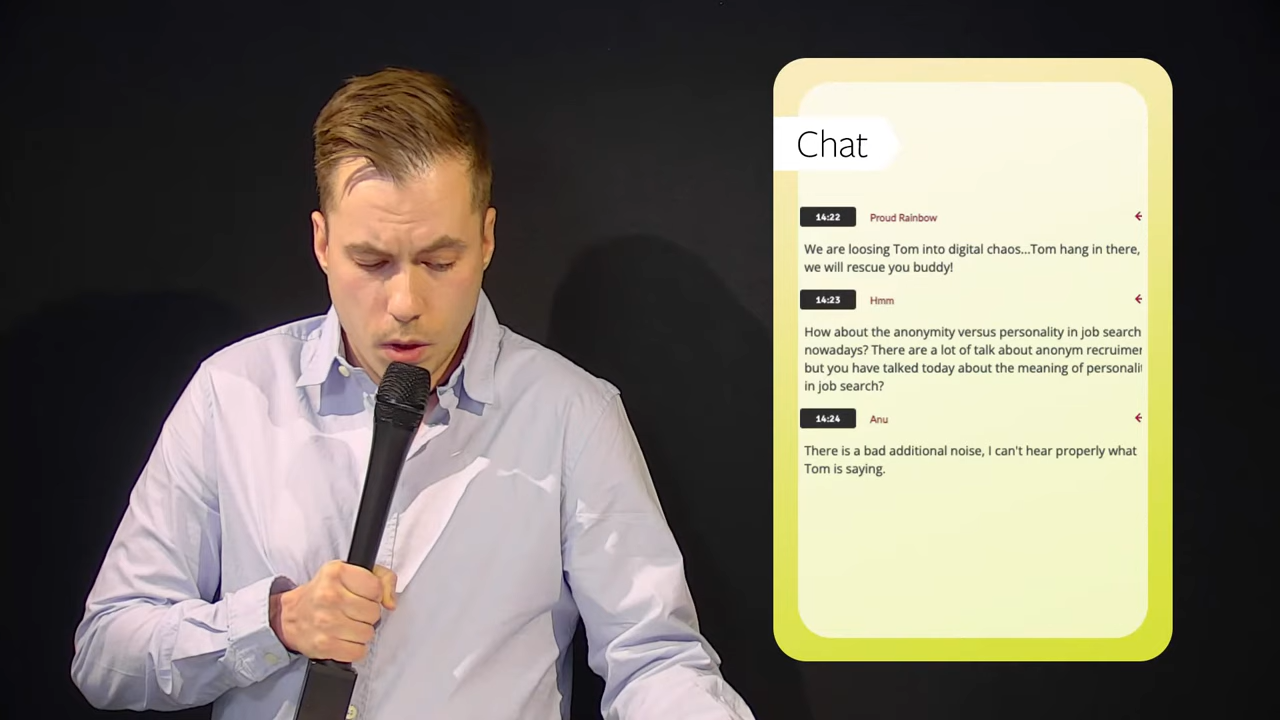 Chat
14:22 Proud Rainbow
We are loosing Tom into digital chaos...Tom hang in there,
we will rescue you buddy!
14:23 Hmm
How about the anonymity versus personality in job search
nowadays? There are a lot of talk about anonym recruimer
but you have talked today about the meaning of personalit
in job search?
14:24 Anu
There is a bad additional noise, I can't hear properly what
Tom is saying.